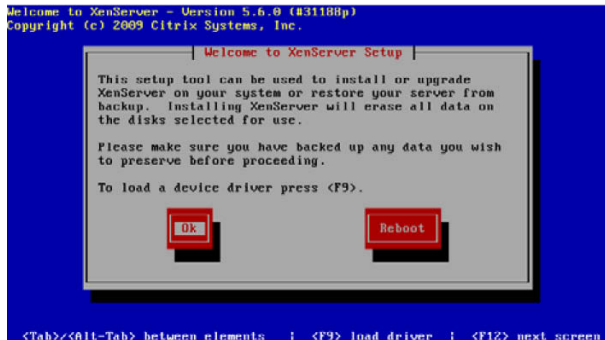 Welcome to XenServer - Version 5.6.0 (#31188p)
Copyright (c) 2009 Citrix Systems, Inc.
Welcome to XenServer Setup
This setup tool can be used to install or upgrade
XenServer on your system or restore your server from
backup. Installing XenServer will erase all data on
the disks selected for use.
Please make sure you have backed up any data you wish
to preserve before proceeding.
To load a device driver press <F9>.
Ok
Reboot
<Tab>/<Alt-Tab> between elements | <F9> load driver | <F12> next screen